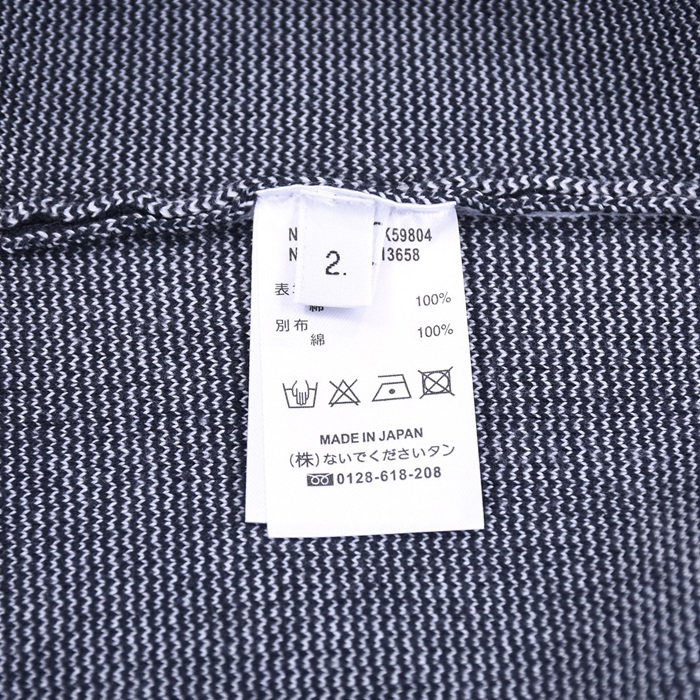 K59804
2.
13658
表
綿 100%
別布
綿 100%
MADE IN JAPAN
(株)ないでくださいタン
0128-618-208